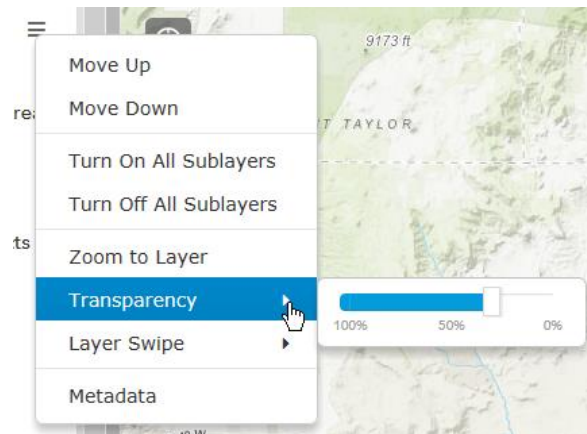 9173 ft
Move Up
Move Down
T TAYLOR
Turn On All Sublayers
Turn Off All Sublayers
Zoom to Layer
Transparency
100% 50% 0%
Layer Swipe
Metadata